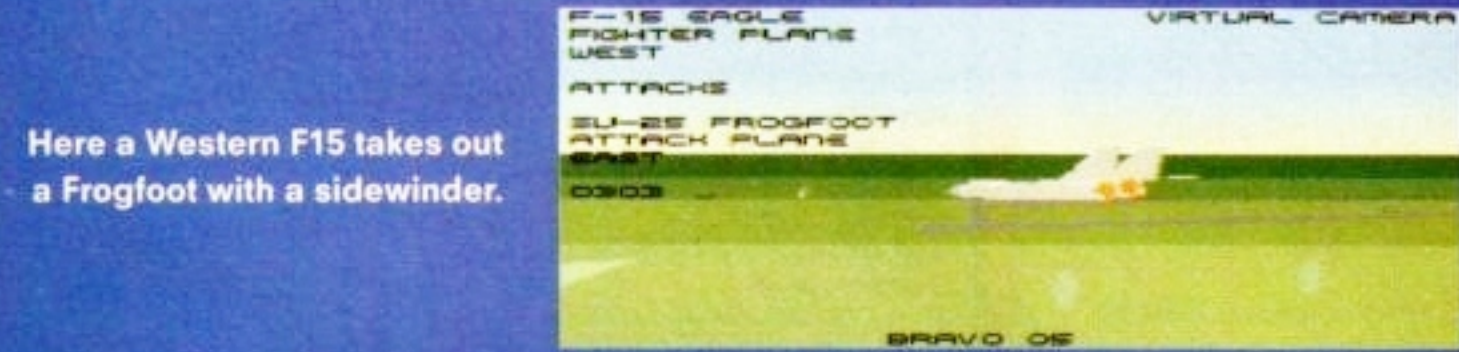 Here a Western F15 takes out
a Frogfoot with a sidewinder.
F-15 EAGLE
FIGHTER PLANE
WEST
ATTACKS
SU-25 FROGFOOT
ATTACK PLANE
EAST
0303
VIRTUAL CAMERA
BRAVO 05